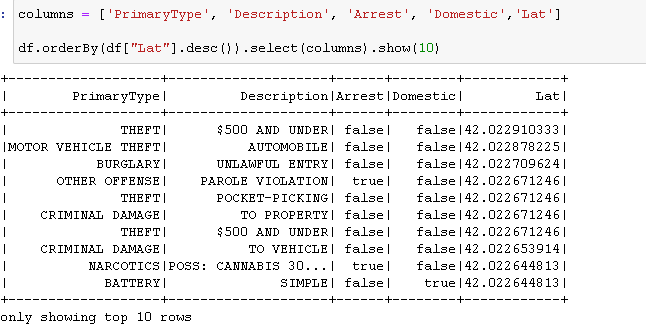 : columns = ['PrimaryType', 'Description', 'Arrest', 'Domestic','Lat']
df.orderBy(df["Lat"].desc()).select(columns).show(10)
+------------------+--------------------+------+--------+------------+
|       PrimaryType|         Description|Arrest|Domestic|         Lat|
+------------------+--------------------+------+--------+------------+
|             THEFT|      $500 AND UNDER| false|   false|42.022910333|
|MOTOR VEHICLE THEFT|          AUTOMOBILE| false|   false|42.022878225|
|          BURGLARY|      UNLAWFUL ENTRY| false|   false|42.022709624|
|     OTHER OFFENSE|    PAROLE VIOLATION|  true|   false|42.022671246|
|             THEFT|      POCKET-PICKING| false|   false|42.022671246|
|   CRIMINAL DAMAGE|         TO PROPERTY| false|   false|42.022671246|
|             THEFT|      $500 AND UNDER| false|   false|42.022671246|
|   CRIMINAL DAMAGE|          TO VEHICLE| false|   false|42.022653914|
|         NARCOTICS|POSS: CANNABIS 30...|  true|   false|42.022644813|
|           BATTERY|              SIMPLE| false|    true|42.022644813|
+------------------+--------------------+------+--------+------------+
only showing top 10 rows